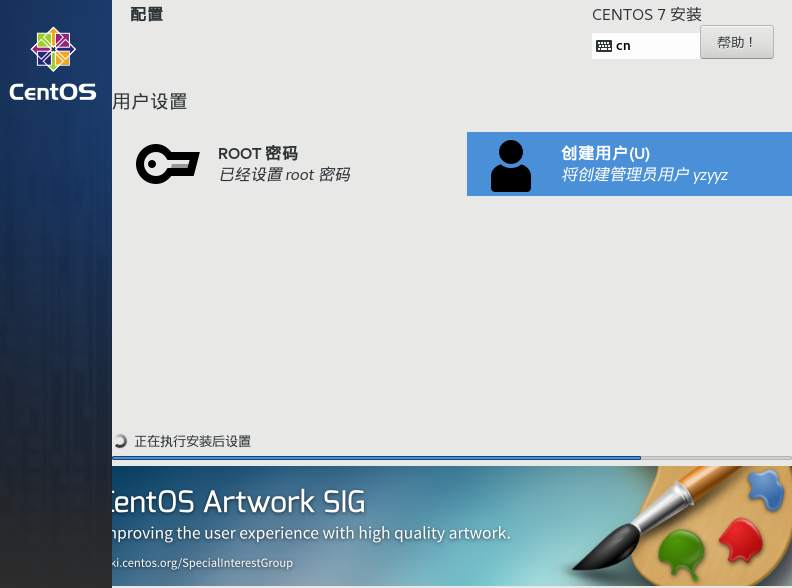 配置
CENTOS 7 安装
cn
帮助！
CentOS
用户设置
ROOT 密码
已经设置 root 密码
创建用户(U)
将创建管理员用户 yzyyz
正在执行安装后设置
CentOS Artwork SIG
mproving the user experience with high quality artwork.
ki.centos.org/SpecialInterestGroup